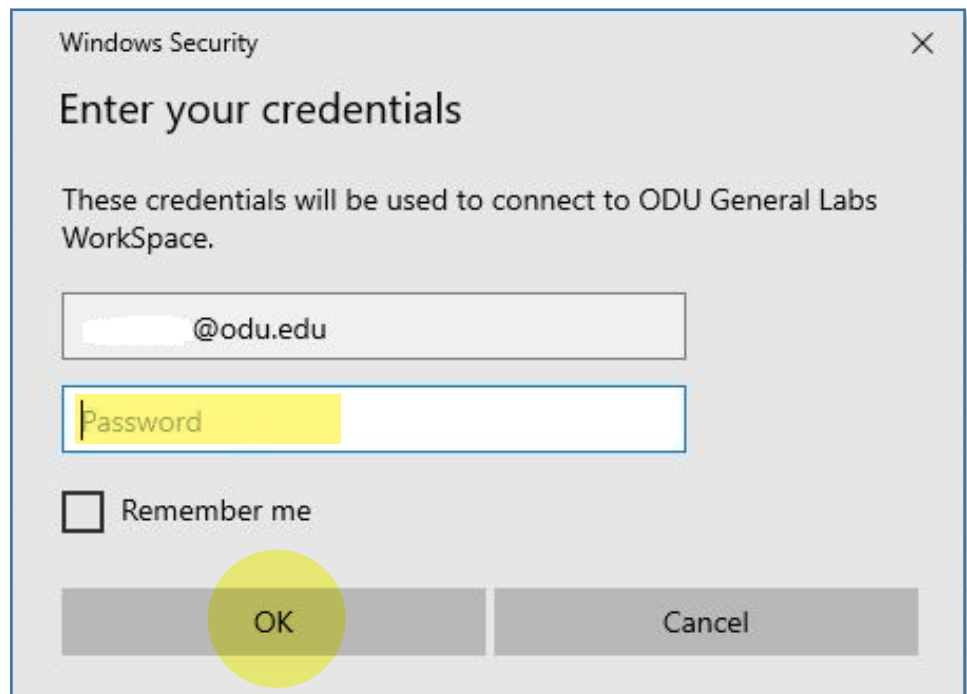 Windows Security
Enter your credentials
These credentials will be used to connect to ODU General Labs
WorkSpace.
@odu.edu
Password
Remember me
OK
Cancel